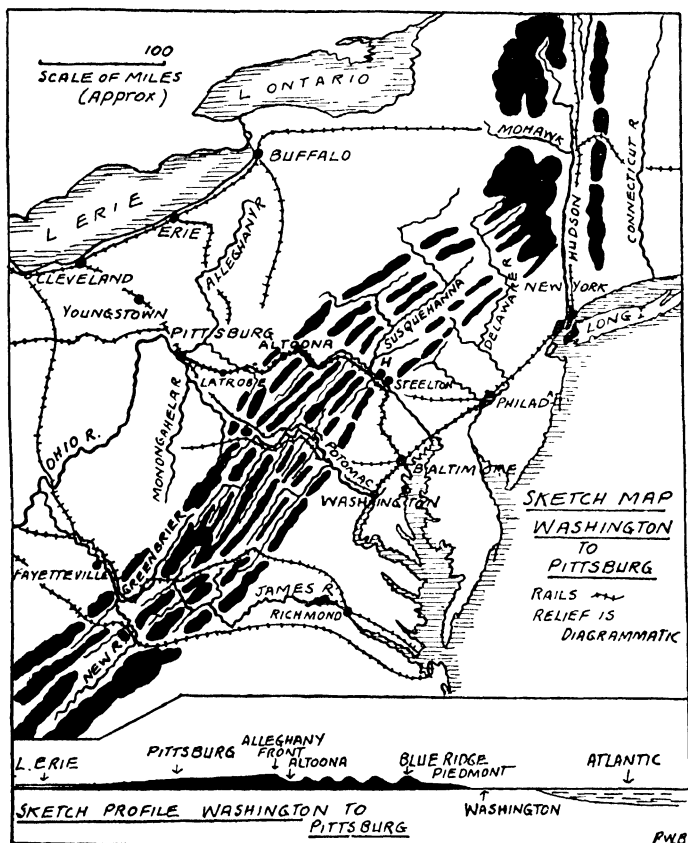 100
SCALE OF MILES
(APPROX)
L ONTARIO
MOHAWK
CONNECTICUT R
BUFFALO
HUDSON
L ERIE
ERIE
ALLEGHANY R
CLEVELAND
YOUNGSTOWN
SUSQUEHANNA
DELAWARE R
NEW YORK
LONG I
PITTSBURG
ALTOONA
H
LATROBE
STEELTON
PHILADA
OHIO R.
MONONGAHELA R
POTOMAC
BALTIMORE
WASHINGTON
SKETCH MAP
WASHINGTON
TO
PITTSBURG
FAYETTEVILLE
GREENBRIER
JAMES R
RICHMOND
RAILS
RELIEF IS
DIAGRAMMATIC
NEW R
L. ERIE
PITTSBURG
ALLEGHANY
FRONT
ALTOONA
BLUE RIDGE
PIEDMONT
ATLANTIC
WASHINGTON
SKETCH PROFILE WASHINGTON TO
PITTSBURG
PWB